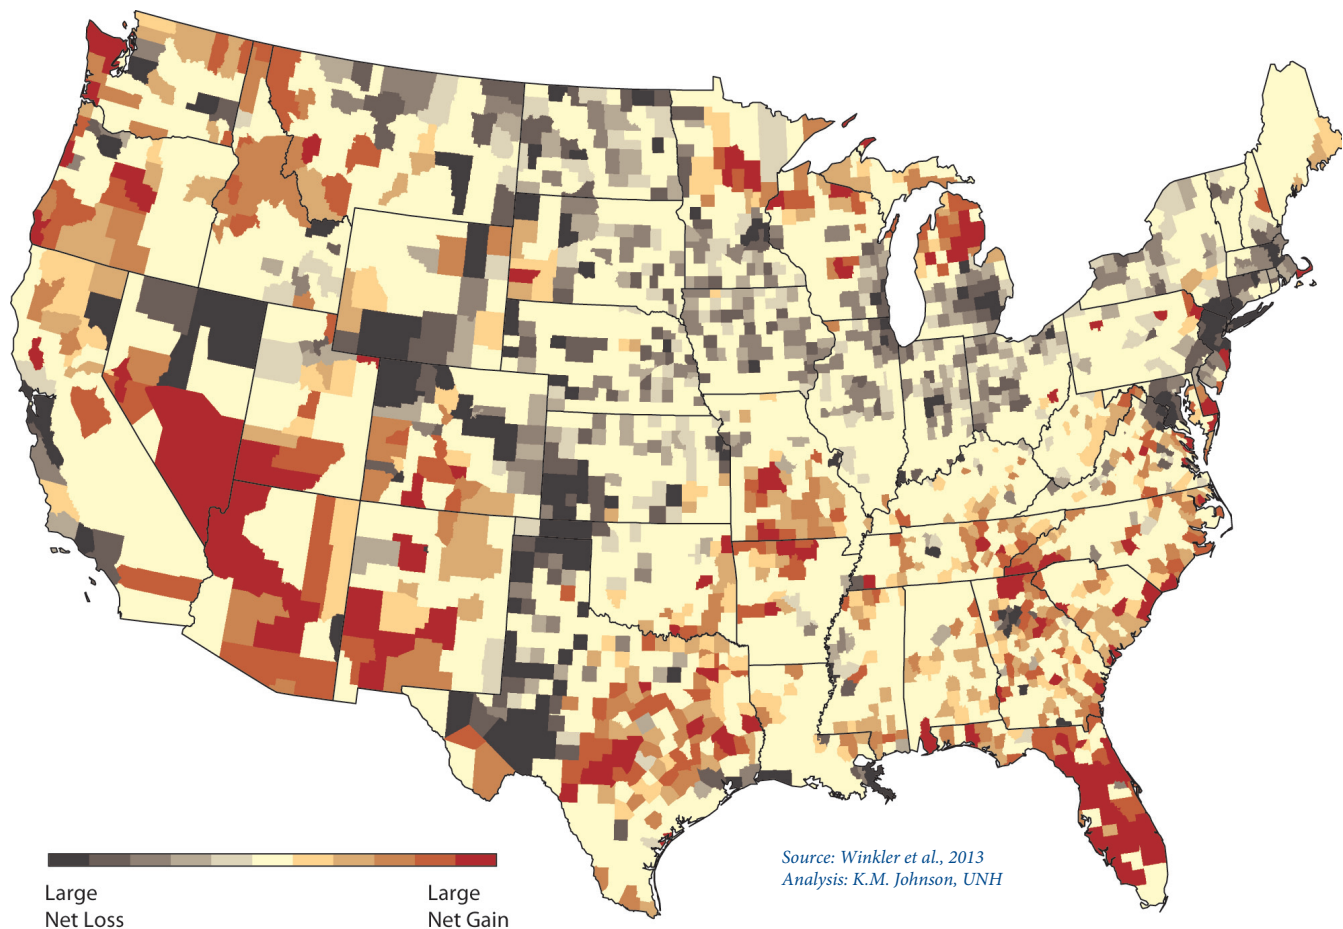 Source: Winkler et al., 2013
Analysis: K.M. Johnson, UNH
Large
Net Loss
Large
Net Gain